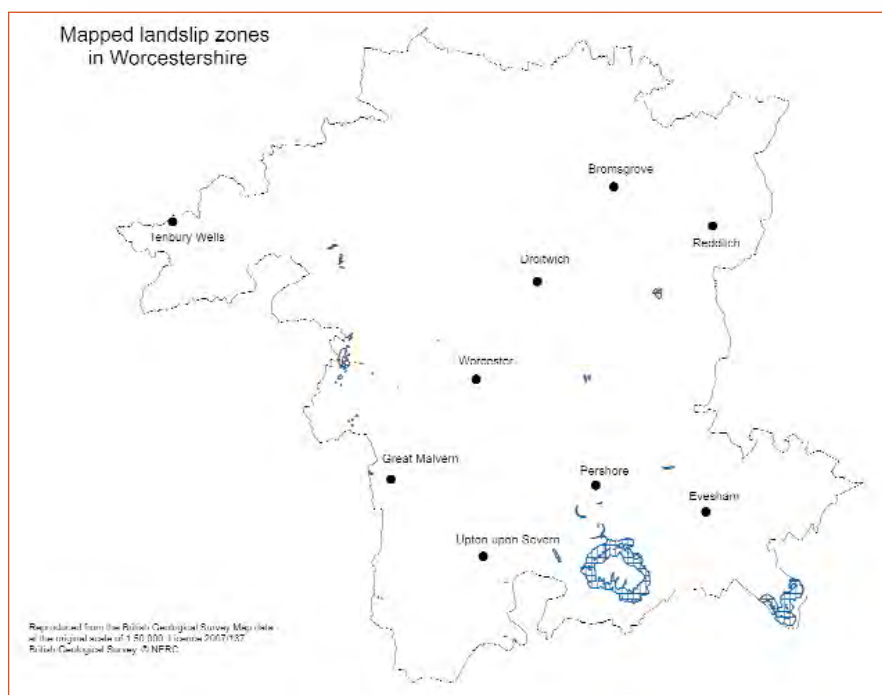 Mapped landslip zones
in Worcestershire
Bromsgrove
Tenbury Wells
Redditch
Droitwich
Worcester
Great Malvern
Pershore
Evesham
Upton upon Severn
Reproduced from the British Geological Survey Map data
at the original scale of 1:50,000. Licence 2007/137
British Geological Survey. © NERC